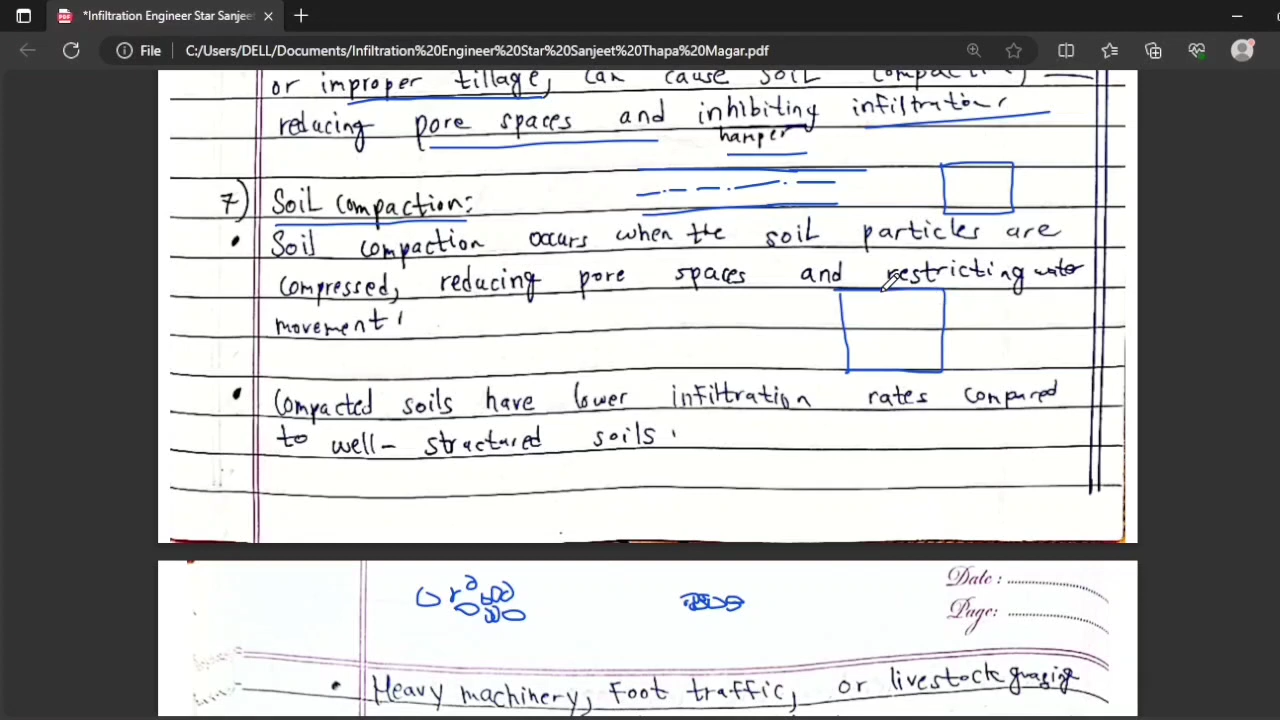 *Infiltration Engineer Star Sanjee
File
C:/Users/DELL/Documents/Infiltration%20Engineer%20Star%20Sanjeet%20Thapa%20Magar.pdf
or improper tillage, can cause soil compaction,
reducing pore spaces and inhibiting infiltration.
hamper
7) Soil compaction:
• Soil compaction occurs when the soil particles are
compressed, reducing pore spaces and restricting water
movement.
• Compacted soils have lower infiltration rates compared
to well-structured soils.
Date :
Page:
• Heavy machinery, foot traffic, or livestock grazing